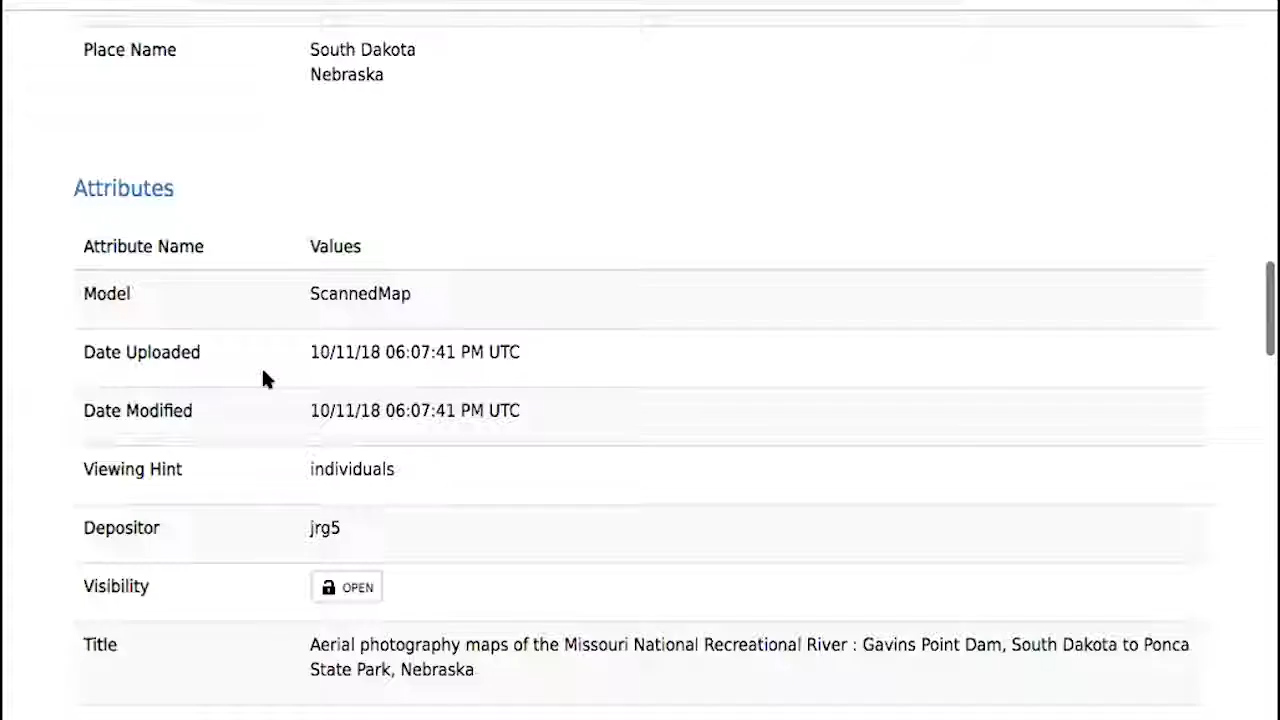 Place Name South Dakota
Nebraska
Attributes
Attribute Name Values
Model ScannedMap
Date Uploaded 10/11/18 06:07:41 PM UTC
Date Modified 10/11/18 06:07:41 PM UTC
Viewing Hint individuals
Depositor jrg5
Visibility OPEN
Title Aerial photography maps of the Missouri National Recreational River : Gavins Point Dam, South Dakota to Ponca
State Park, Nebraska